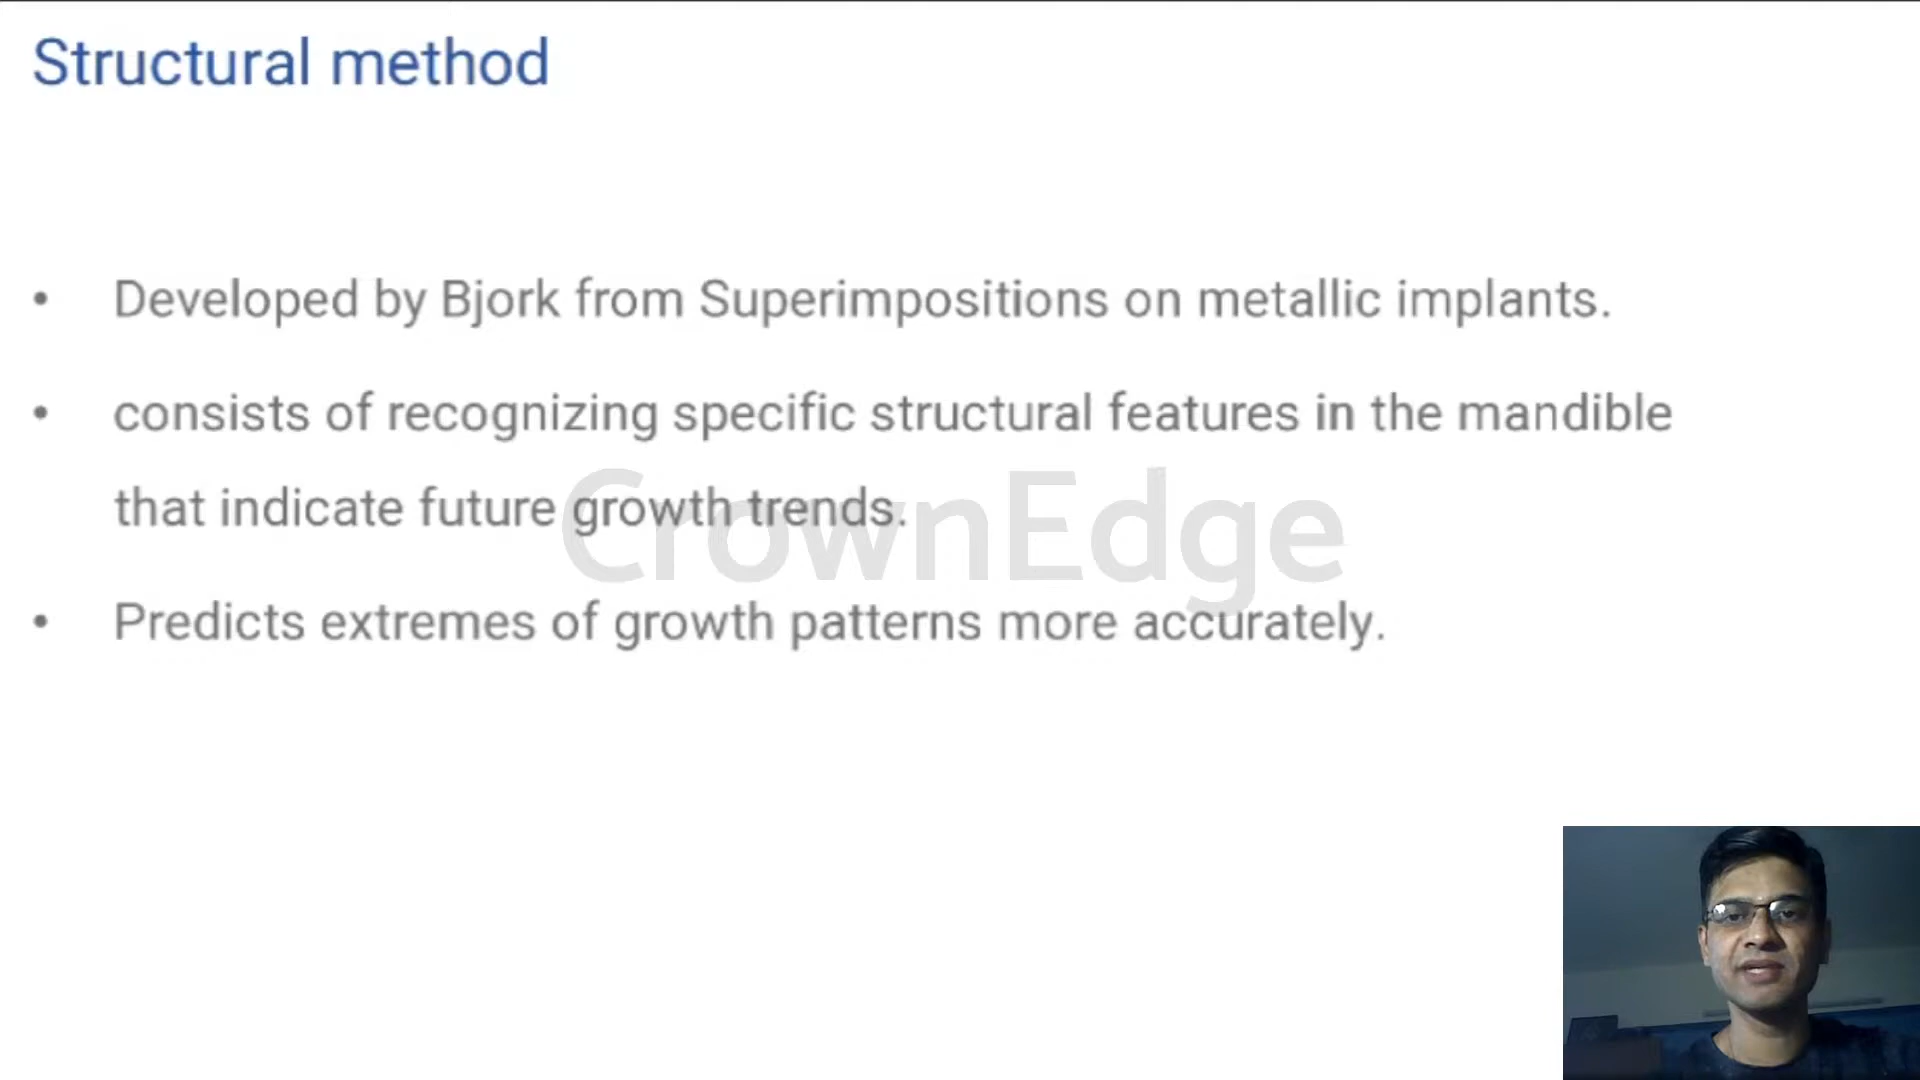 Structural method
• Developed by Bjork from Superimpositions on metallic implants.
• consists of recognizing specific structural features in the mandible
that indicate future growth trends.
CrownEdge
• Predicts extremes of growth patterns more accurately.